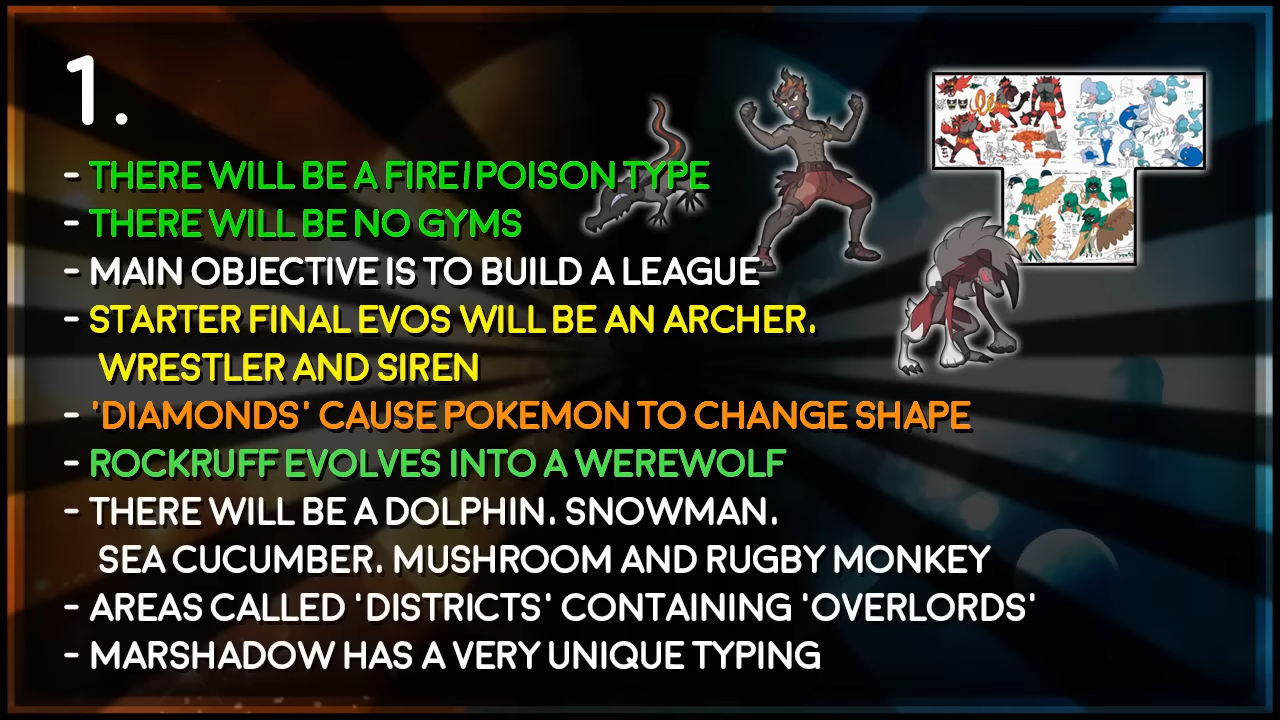 1.
- THERE WILL BE A FIRE/POISON TYPE
- THERE WILL BE NO GYMS
- MAIN OBJECTIVE IS TO BUILD A LEAGUE
- STARTER FINAL EVOS WILL BE AN ARCHER.
WRESTLER AND SIREN
- 'DIAMONDS' CAUSE POKEMON TO CHANGE SHAPE
- ROCKRUFF EVOLVES INTO A WEREWOLF
- THERE WILL BE A DOLPHIN. SNOWMAN.
SEA CUCUMBER. MUSHROOM AND RUGBY MONKEY
- AREAS CALLED 'DISTRICTS' CONTAINING 'OVERLORDS'
- MARSHADOW HAS A VERY UNIQUE TYPING